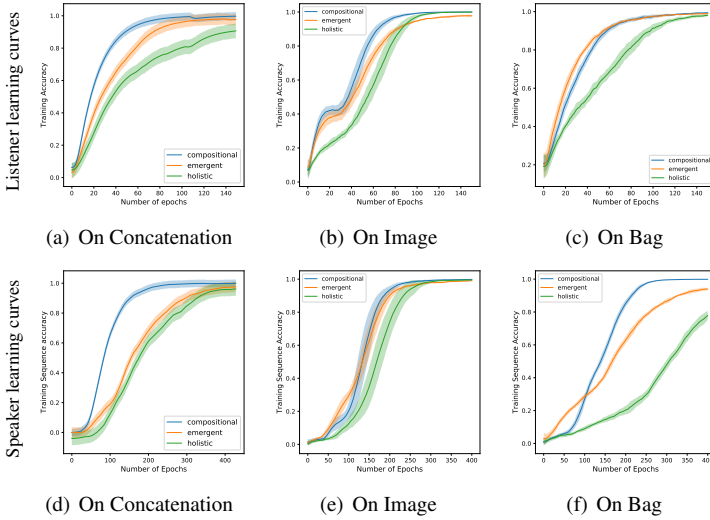 Listener learning curves
Training Accuracy
1.0
0.8
0.6
0.4
0.2
0.0
compositional
emergent
holistic
0 20 40 60 80 100 120 140
Number of Epochs
(a) On Concatenation
Training Accuracy
1.0
0.8
0.6
0.4
0.2
0.0
compositional
emergent
holistic
0 20 40 60 80 100 120 140
Number of Epochs
(b) On Image
Training Accuracy
1.0
0.8
0.6
0.4
0.2
compositional
emergent
holistic
0 20 40 60 80 100 120 140
Number of Epochs
(c) On Bag
Speaker learning curves
Training Sequence accuracy
1.0
0.8
0.6
0.4
0.2
0.0
compositional
emergent
holistic
0 100 200 300 400
Number of Epochs
(d) On Concatenation
Training Sequence Accuracy
1.0
0.8
0.6
0.4
0.2
0.0
compositional
emergent
holistic
0 50 100 150 200 250 300 350 400
Number of Epochs
(e) On Image
Training Sequence Accuracy
1.0
0.8
0.6
0.4
0.2
0.0
compositional
emergent
holistic
0 50 100 150 200 250 300 350 400
Number of Epochs
(f) On Bag